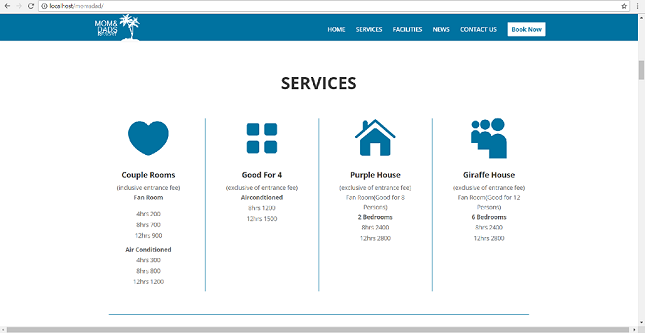 localhost/momsdad/
MOM&
DADS
RESORT
HOME SERVICES FACILITIES NEWS CONTACT US Book Now
SERVICES
Couple Rooms
(inclusive entrance fee)
Fan Room
4hrs 200
8hrs 700
12hrs 900
Air Conditioned
4hrs 300
8hrs 800
12hrs 1200
Good For 4
(exclusive of entrance fee)
Aircondtioned
8hrs 1200
12hrs 1500
Purple House
(exclusive of entrance fee)
Fan Room(Good for 8
Persons)
2 Bedrooms
8hrs 2400
12hrs 2800
Giraffe House
(exclusive of entrance fee)
Fan Room(Good for 12
Persons)
6 Bedrooms
8hrs 2400
12hrs 2800